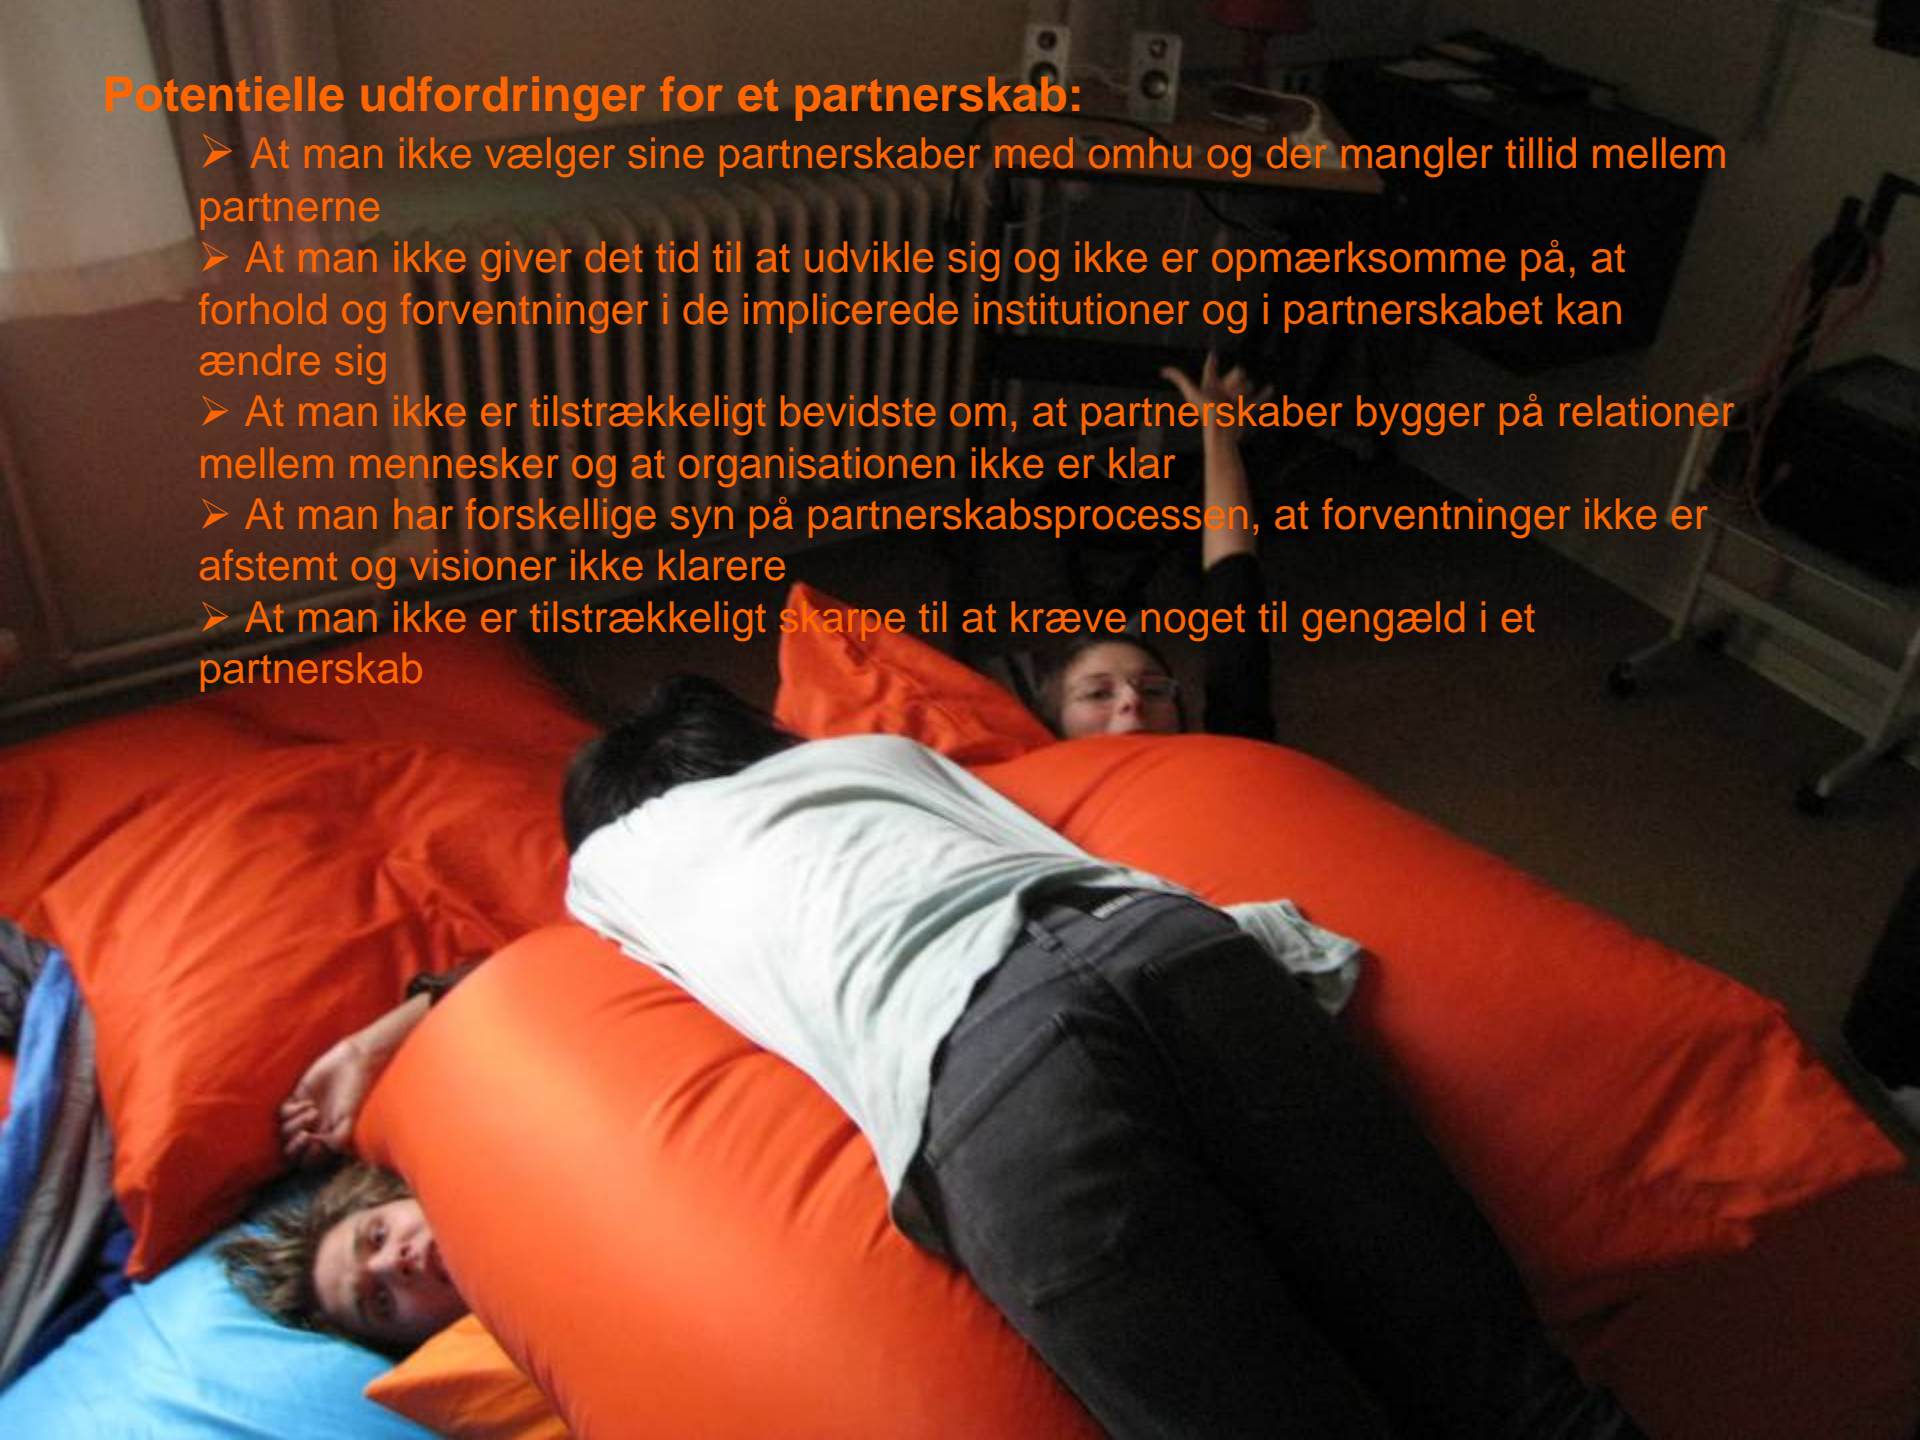 Potentielle udfordringer for et partnerskab:
➢ At man ikke vælger sine partnerskaber med omhu og der mangler tillid mellem
partnerne
➢ At man ikke giver det tid til at udvikle sig og ikke er opmærksomme på, at
forhold og forventninger i de implicerede institutioner og i partnerskabet kan
ændre sig
➢ At man ikke er tilstrækkeligt bevidste om, at partnerskaber bygger på relationer
mellem mennesker og at organisationen ikke er klar
➢ At man har forskellige syn på partnerskabsprocessen, at forventninger ikke er
afstemt og visioner ikke klarere
➢ At man ikke er tilstrækkeligt skarpe til at kræve noget til gengæld i et
partnerskab